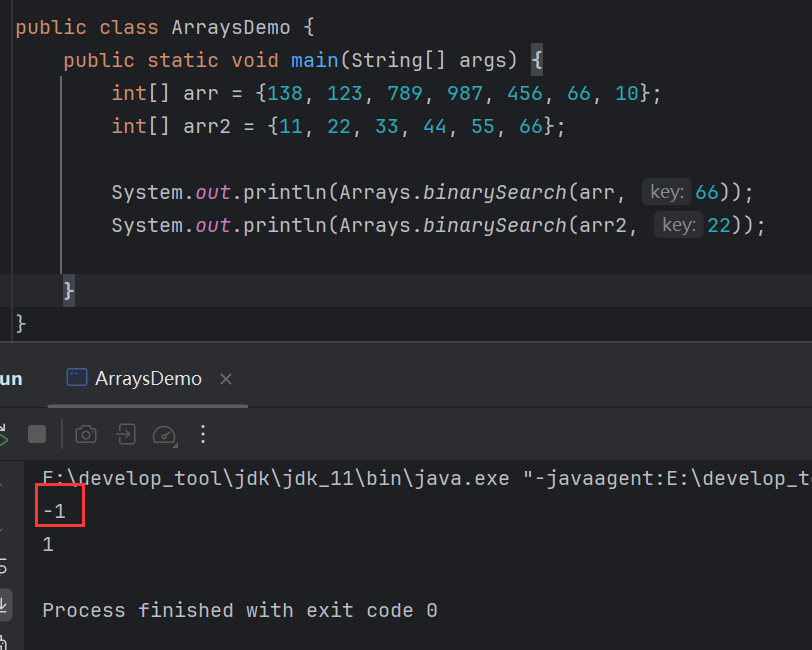 public class ArraysDemo {
public static void main(String[] args) {
int[] arr = {138, 123, 789, 987, 456, 66, 10};
int[] arr2 = {11, 22, 33, 44, 55, 66};
System.out.println(Arrays.binarySearch(arr, key: 66));
System.out.println(Arrays.binarySearch(arr2, key: 22));
}
}
un ArraysDemo
E:\develop_tool\jdk\jdk_11\bin\java.exe "-javaagent:E:\develop_to
-1
1
Process finished with exit code 0